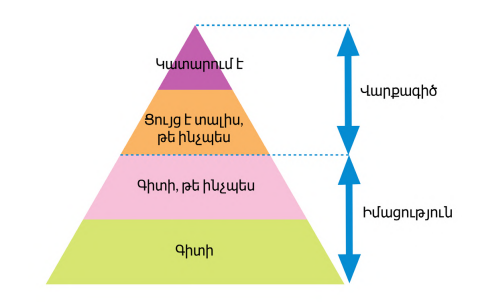 Կատարում է
Վարքագիծ
Ցույց է տալիս,
թե ինչպես
Գիտի, թե ինչպես
Իմացություն
Գիտի